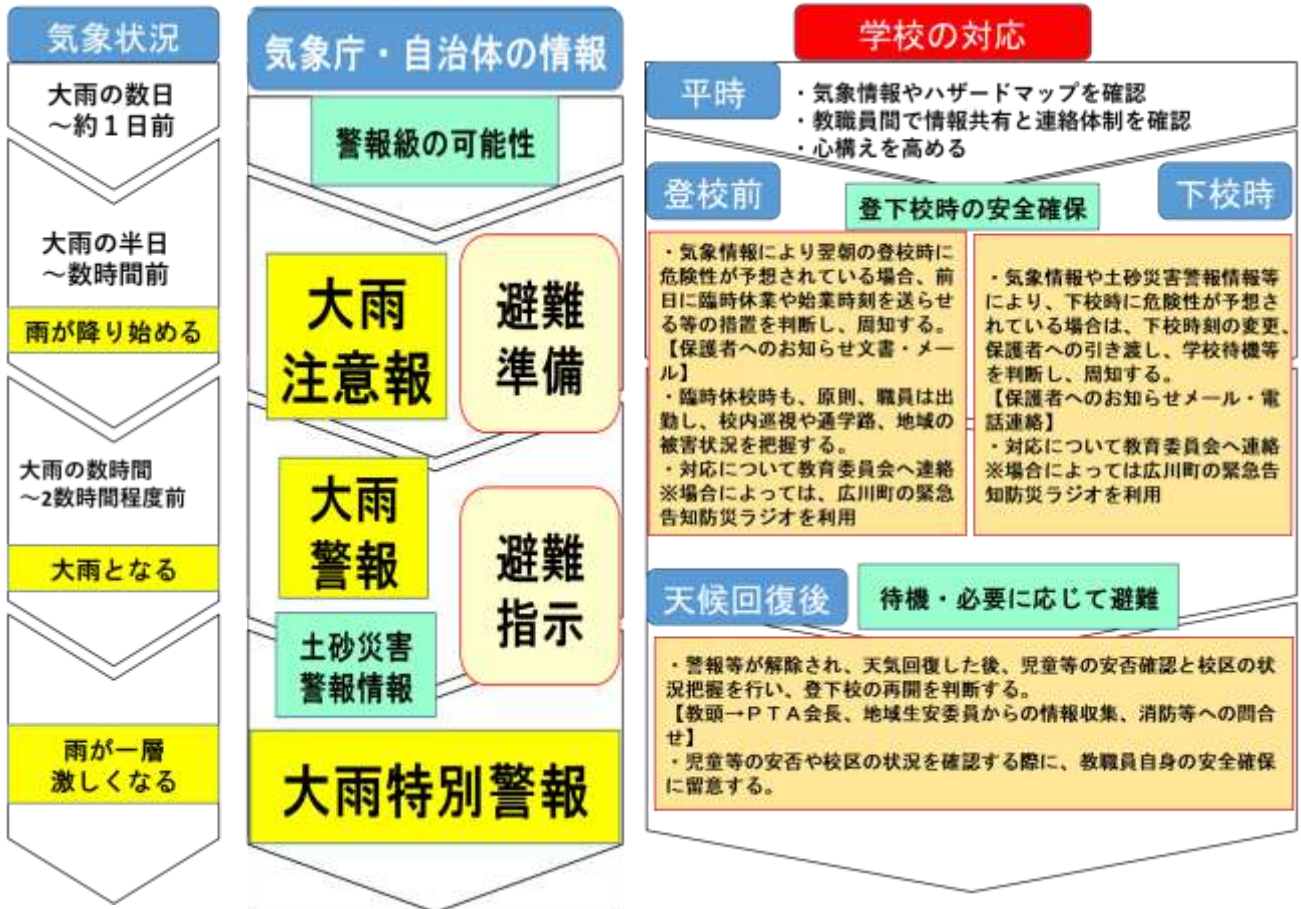 気象状況
大雨の数日
～約１日前
大雨の半日
～数時間前
雨が降り始める
大雨の数時間
～2数時間程度前
大雨となる
雨が一層
激しくなる
気象庁・自治体の情報
警報級の可能性
大雨
注意報
避難
準備
大雨
警報
避難
指示
土砂災害
警報情報
大雨特別警報
学校の対応
平時
・気象情報やハザードマップを確認
・教職員間で情報共有と連絡体制を確認
・心構えを高める
登校前
登下校時の安全確保
下校時
・気象情報により翌朝の登校時に
危険性が予想されている場合、前
日に臨時休業や始業時刻を送らせ
る等の措置を判断し、周知する。
【保護者へのお知らせ文書・メー
ル】
・臨時休校時も、原則、職員は出
勤し、校内巡視や通学路、地域の
被害状況を把握する。
・対応について教育委員会へ連絡
※場合によっては、広川町の緊急
告知防災ラジオを利用
・気象情報や土砂災害警報情報等
により、下校時に危険性が予想さ
れている場合は、下校時刻の変更、
保護者への引き渡し、学校待機等
を判断し、周知する。
【保護者へのお知らせメール・電
話連絡】
・対応について教育委員会へ連絡
※場合によっては広川町の緊急告
知防災ラジオを利用
天候回復後
待機・必要に応じて避難
・警報等が解除され、天気回復した後、児童等の安否確認と校区の状
況把握を行い、登下校の再開を判断する。
【教頭→ＰＴＡ会長、地域生安委員からの情報収集、消防等への問合
せ】
・児童等の安否や校区の状況を確認する際に、教職員自身の安全確保
に留意する。